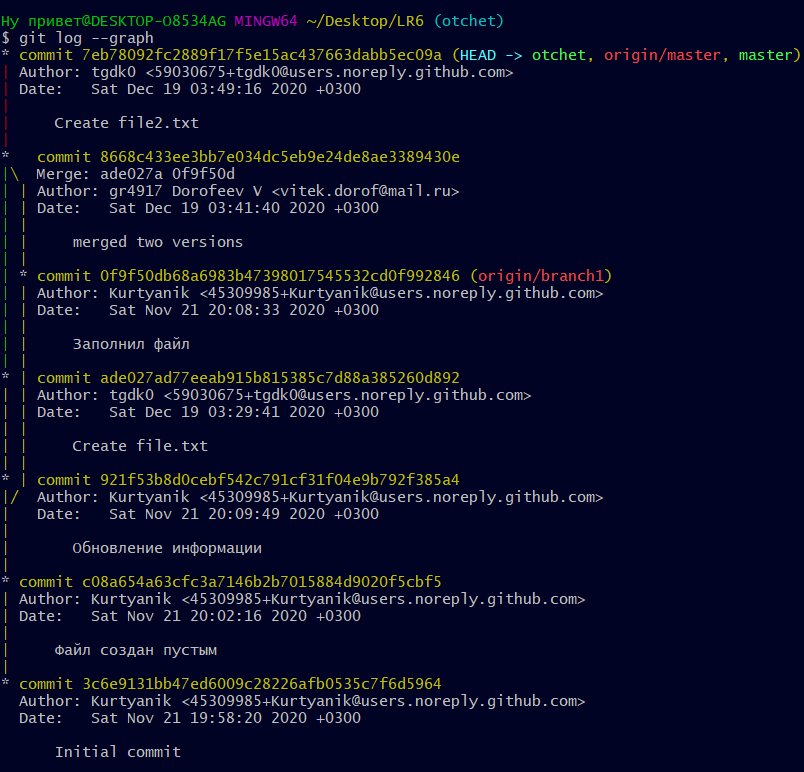 Ну привет@DESKTOP-O8534AG MINGW64 ~/Desktop/LR6 (otchet)
$ git log --graph
* commit 7eb78092fc2889f17f5e15ac437663dabb5ec09a (HEAD -> otchet, origin/master, master)
| Author: tgdk0 <59030675+tgdk0@users.noreply.github.com>
| Date:   Sat Dec 19 03:49:16 2020 +0300
|
|     Create file2.txt
|
*   commit 8668c433ee3bb7e034dc5eb9e24de8ae3389430e
|\  Merge: ade027a 0f9f50d
| | Author: gr4917 Dorofeev V <vitek.dorof@mail.ru>
| | Date:   Sat Dec 19 03:41:40 2020 +0300
| |
| |     merged two versions
| |
| * commit 0f9f50db68a6983b47398017545532cd0f992846 (origin/branch1)
| | Author: Kurtyanik <45309985+Kurtyanik@users.noreply.github.com>
| | Date:   Sat Nov 21 20:08:33 2020 +0300
| |
| |     Заполнил файл
| |
* | commit ade027ad77eeab915b815385c7d88a385260d892
| | Author: tgdk0 <59030675+tgdk0@users.noreply.github.com>
| | Date:   Sat Dec 19 03:29:41 2020 +0300
| |
| |     Create file.txt
| |
* | commit 921f53b8d0cebf542c791cf31f04e9b792f385a4
|/  Author: Kurtyanik <45309985+Kurtyanik@users.noreply.github.com>
|   Date:   Sat Nov 21 20:09:49 2020 +0300
|
|       Обновление информации
|
* commit c08a654a63cfc3a7146b2b7015884d9020f5cbf5
| Author: Kurtyanik <45309985+Kurtyanik@users.noreply.github.com>
| Date:   Sat Nov 21 20:02:16 2020 +0300
|
|     Файл создан пустым
|
* commit 3c6e9131bb47ed6009c28226afb0535c7f6d5964
  Author: Kurtyanik <45309985+Kurtyanik@users.noreply.github.com>
  Date:   Sat Nov 21 19:58:20 2020 +0300

      Initial commit